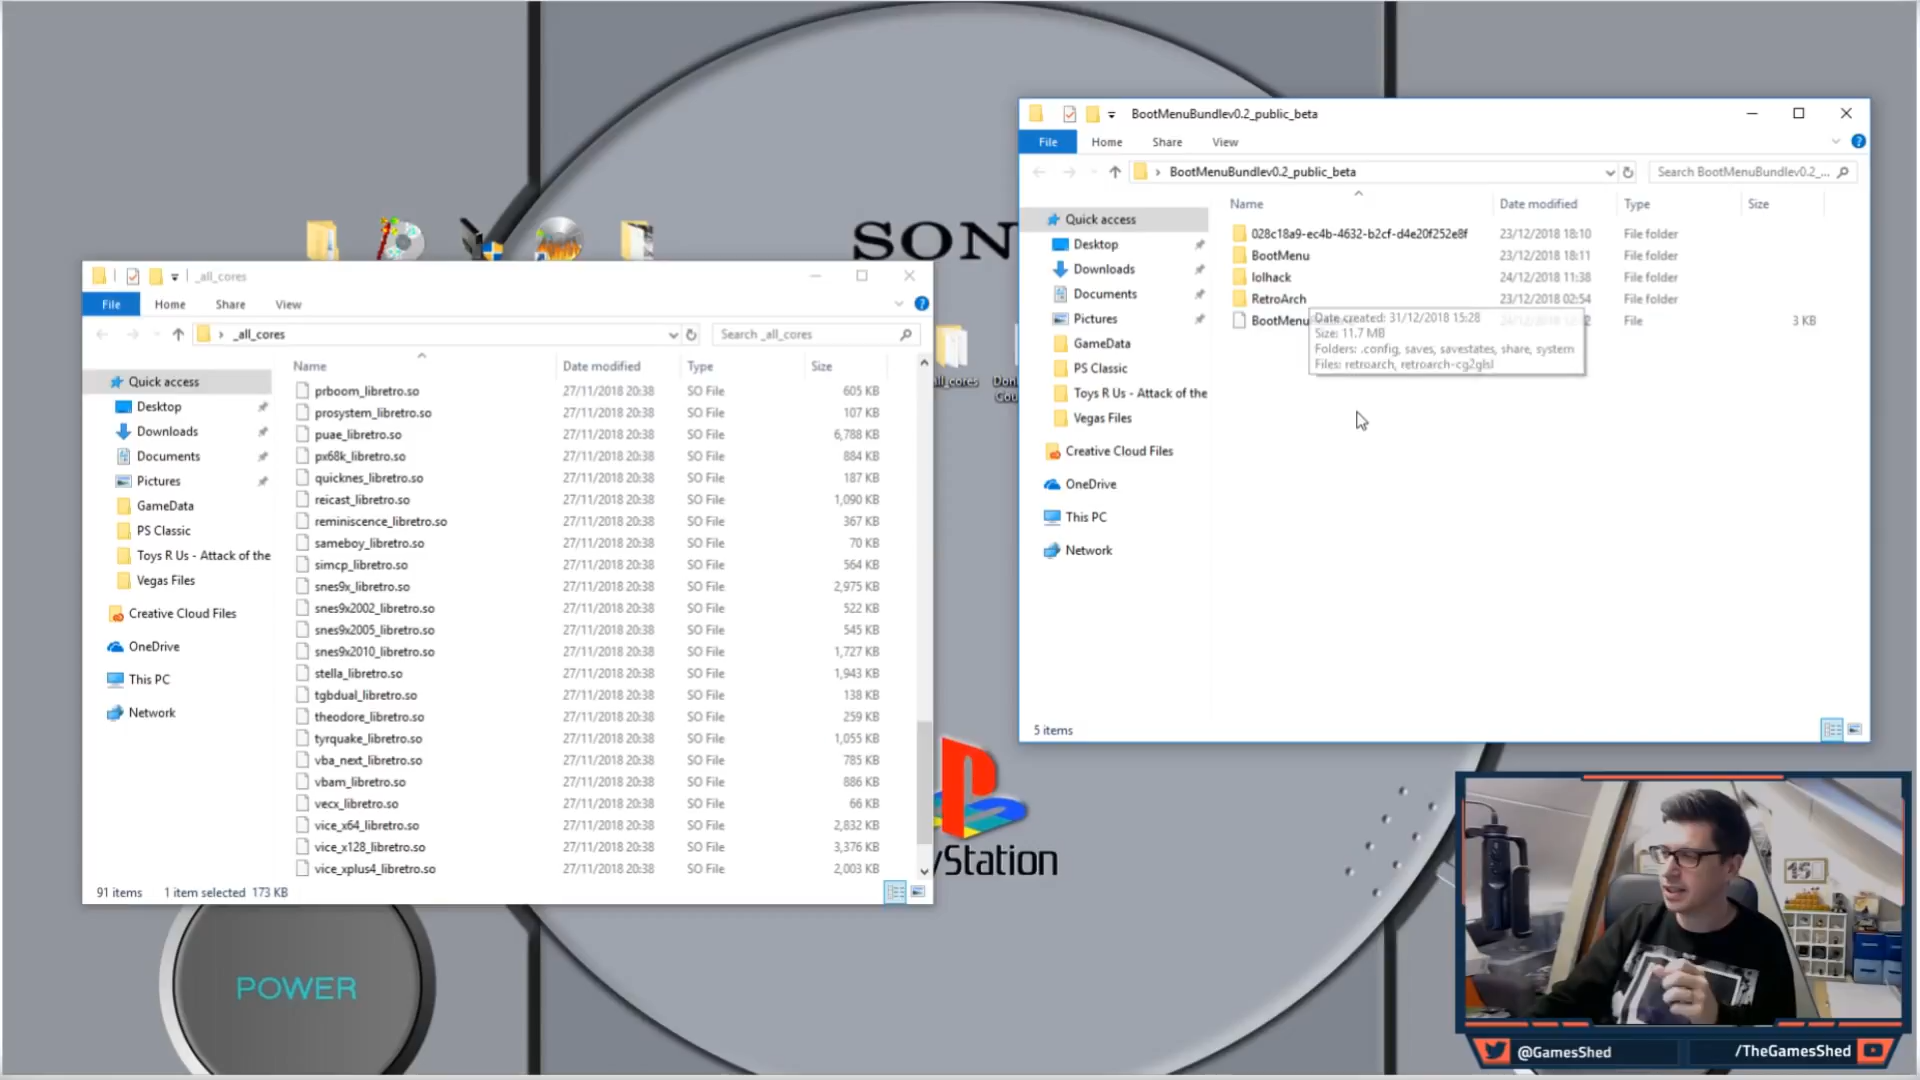 BootMenuBundlev0.2_public_beta
File Home Share View
BootMenuBundlev0.2_public_beta
Search BootMenuBundlev0.2_...
Name Date modified Type Size
Quick access
Desktop
Downloads
Documents
Pictures
GameData
PS Classic
Toys R Us - Attack of the
Vegas Files
Creative Cloud Files
OneDrive
This PC
Network
028c18a9-ec4b-4632-b2cf-d4e20f252e8f 23/12/2018 18:10 File folder
BootMenu 23/12/2018 18:11 File folder
lolhack 24/12/2018 11:38 File folder
RetroArch 23/12/2018 02:54 File folder
BootMenu File 3 KB
Date created: 31/12/2018 15:28
Size: 11.7 MB
Folders: .config, saves, savestates, share, system
Files: retroarch, retroarch-cg2glsl
5 items
SON
_all_cores
File Home Share View
_all_cores
Search _all_cores
Name Date modified Type Size
Quick access
Desktop
Downloads
Documents
Pictures
GameData
PS Classic
Toys R Us - Attack of the
Vegas Files
Creative Cloud Files
OneDrive
This PC
Network
prboom_libretro.so 27/11/2018 20:38 SO File 605 KB
prosystem_libretro.so 27/11/2018 20:38 SO File 107 KB
puae_libretro.so 27/11/2018 20:38 SO File 6,788 KB
px68k_libretro.so 27/11/2018 20:38 SO File 884 KB
quicknes_libretro.so 27/11/2018 20:38 SO File 187 KB
reicast_libretro.so 27/11/2018 20:38 SO File 1,090 KB
reminiscence_libretro.so 27/11/2018 20:38 SO File 367 KB
sameboy_libretro.so 27/11/2018 20:38 SO File 70 KB
simcp_libretro.so 27/11/2018 20:38 SO File 564 KB
snes9x_libretro.so 27/11/2018 20:38 SO File 2,975 KB
snes9x2002_libretro.so 27/11/2018 20:38 SO File 522 KB
snes9x2005_libretro.so 27/11/2018 20:38 SO File 545 KB
snes9x2010_libretro.so 27/11/2018 20:38 SO File 1,727 KB
stella_libretro.so 27/11/2018 20:38 SO File 1,943 KB
tgbdual_libretro.so 27/11/2018 20:38 SO File 138 KB
theodore_libretro.so 27/11/2018 20:38 SO File 259 KB
tyrquake_libretro.so 27/11/2018 20:38 SO File 1,055 KB
vba_next_libretro.so 27/11/2018 20:38 SO File 785 KB
vbam_libretro.so 27/11/2018 20:38 SO File 886 KB
vecx_libretro.so 27/11/2018 20:38 SO File 66 KB
vice_x64_libretro.so 27/11/2018 20:38 SO File 2,832 KB
vice_x128_libretro.so 27/11/2018 20:38 SO File 3,376 KB
vice_xplus4_libretro.so 27/11/2018 20:38 SO File 2,003 KB
91 items 1 item selected 173 KB
all_cores
yStation
POWER
@GamesShed
/TheGamesShed